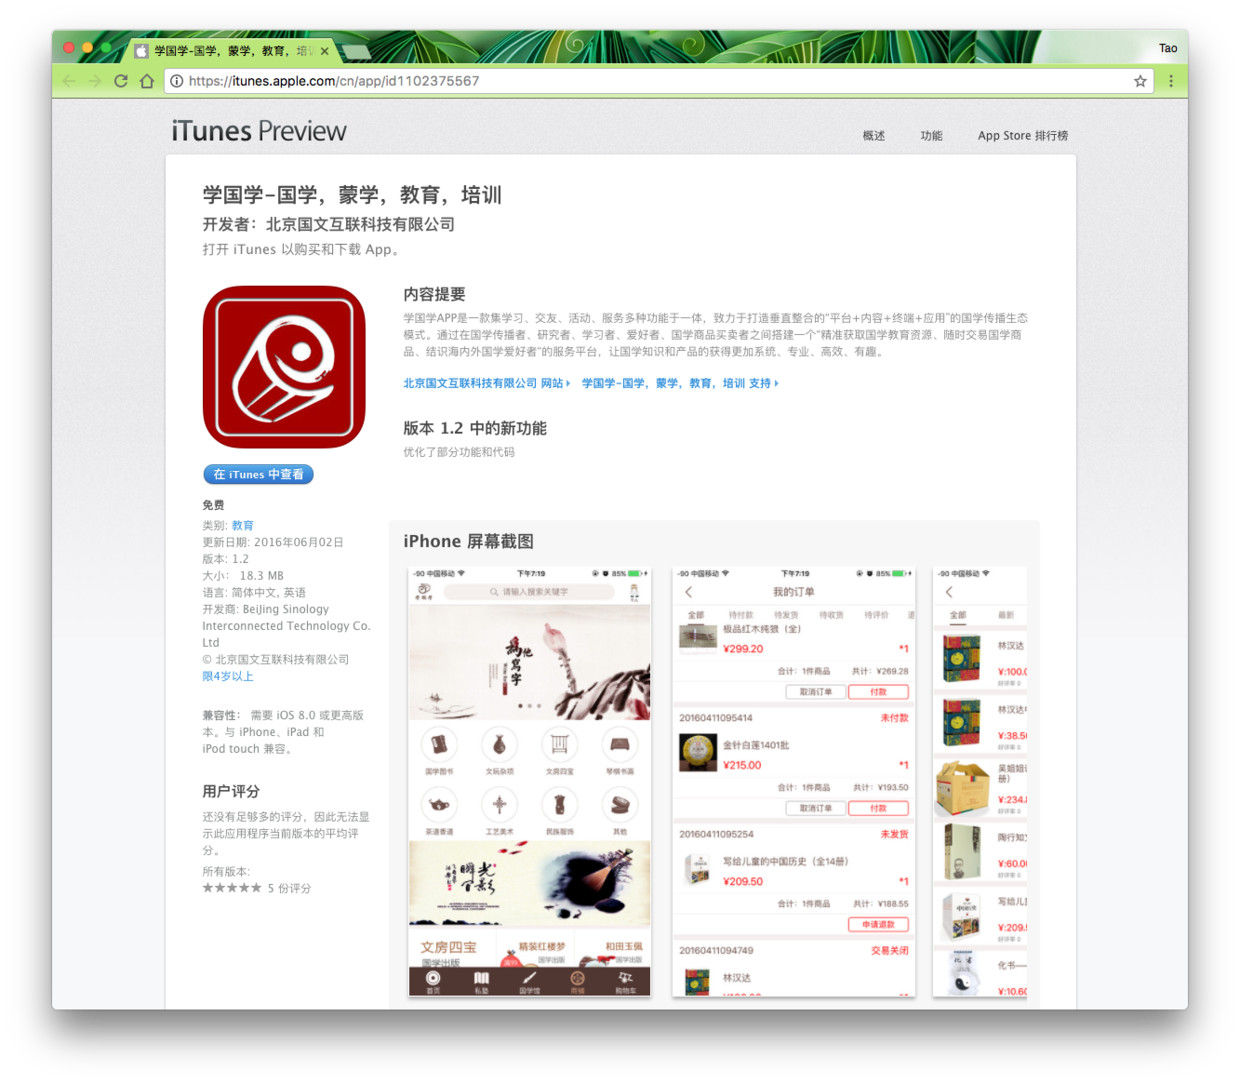 学国学-国学，蒙学，教育，培训
Tao
https://itunes.apple.com/cn/app/id1102375567
iTunes Preview
概述 功能 App Store 排行榜
学国学-国学，蒙学，教育，培训
开发者：北京国文互联科技有限公司
打开 iTunes 以购买和下载 App。
内容提要
学国学APP是一款集学习、交友、活动、服务多种功能于一体，致力于打造垂直整合的“平台+内容+终端+应用”的国学传播生态
模式。通过在国学传播者、研究者、学习者、爱好者、国学商品买卖者之间搭建一个“精准获取国学教育资源、随时交易国学商
品、结识海内外国学爱好者”的服务平台，让国学知识和产品的获得更加系统、专业、高效、有趣。
北京国文互联科技有限公司 网站 学国学-国学，蒙学，教育，培训 支持
版本 1.2 中的新功能
优化了部分功能和代码
在 iTunes 中查看
免费
类别: 教育
更新日期: 2016年06月02日
版本: 1.2
大小： 18.3 MB
语言: 简体中文, 英语
开发商: BeiJing Sinology
Interconnected Technology Co.
Ltd
© 北京国文互联科技有限公司
限4岁以上
兼容性： 需要 iOS 8.0 或更高版
本。与 iPhone、iPad 和
iPod touch 兼容。
用户评分
还没有足够多的评分，因此无法显
示此应用程序当前版本的平均评
分。
所有版本:
★★★★★ 5 份评分
iPhone 屏幕截图
-90 中国移动 下午7:19 85%
请输入搜索关键字
为他写字
国学图书 文玩杂项 文房四宝 琴棋书画
茶道香道 工艺美术 民族服饰 其他
瞬光百影
文房四宝 精装红楼梦 和田玉佩
国学出版 国学出版 国学出版
首页 私塾 国学馆 商铺 购物车
-90 中国移动 下午7:19 85%
我的订单
全部 待付款 待发货 待收货 待评价 退
极品红木纯狼（全）
¥299.20 *1
合计：1件商品 共计：¥269.28
取消订单 付款
20160411095414 未付款
金针白莲1401批
¥215.00 *1
合计：1件商品 共计：¥193.50
取消订单 付款
20160411095254 未发货
写给儿童的中国历史（全14册）
¥209.50 *1
合计：1件商品 共计：¥188.55
申请退款
20160411094749 交易关闭
林汉达
-90 中国移动
全部 最新
林汉达
¥:100.0
好评率 0
林汉达
¥:38.50
好评率 0
吴姐姐
册）
¥:234.
陶行知
¥:60.00
好评率 0
写给儿
¥:209.
好评率 0
化书—
¥:10.60